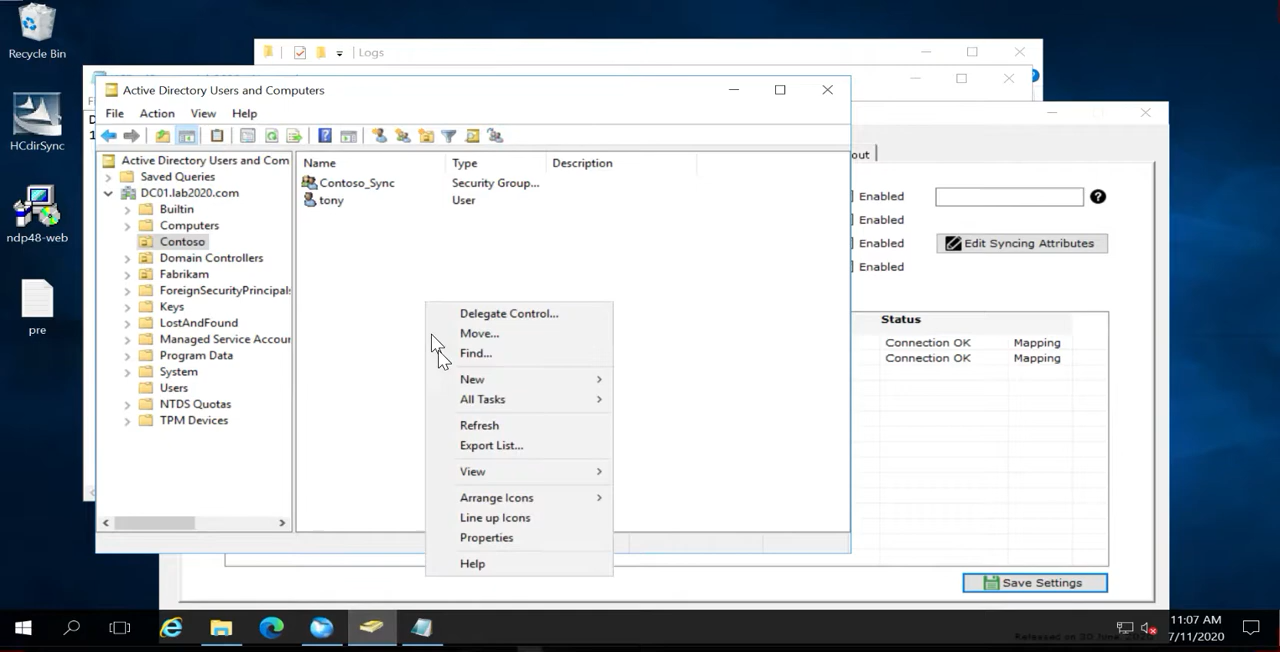 Recycle Bin
HCdirSync
ndp48-web
pre
Logs
Active Directory Users and Computers
File Action View Help
Active Directory Users and Com
Saved Queries
DC01.lab2020.com
Builtin
Computers
Contoso
Domain Controllers
Fabrikam
ForeignSecurityPrincipals
Keys
LostAndFound
Managed Service Accour
Program Data
System
Users
NTDS Quotas
TPM Devices
Name Type Description
Contoso_Sync Security Group...
tony User
Delegate Control...
Move...
Find...
New
All Tasks
Refresh
Export List...
View
Arrange Icons
Line up Icons
Properties
Help
out
Enabled
Enabled
Enabled
Enabled
Edit Syncing Attributes
Status
Connection OK Mapping
Connection OK Mapping
Save Settings
11:07 AM
7/11/2020